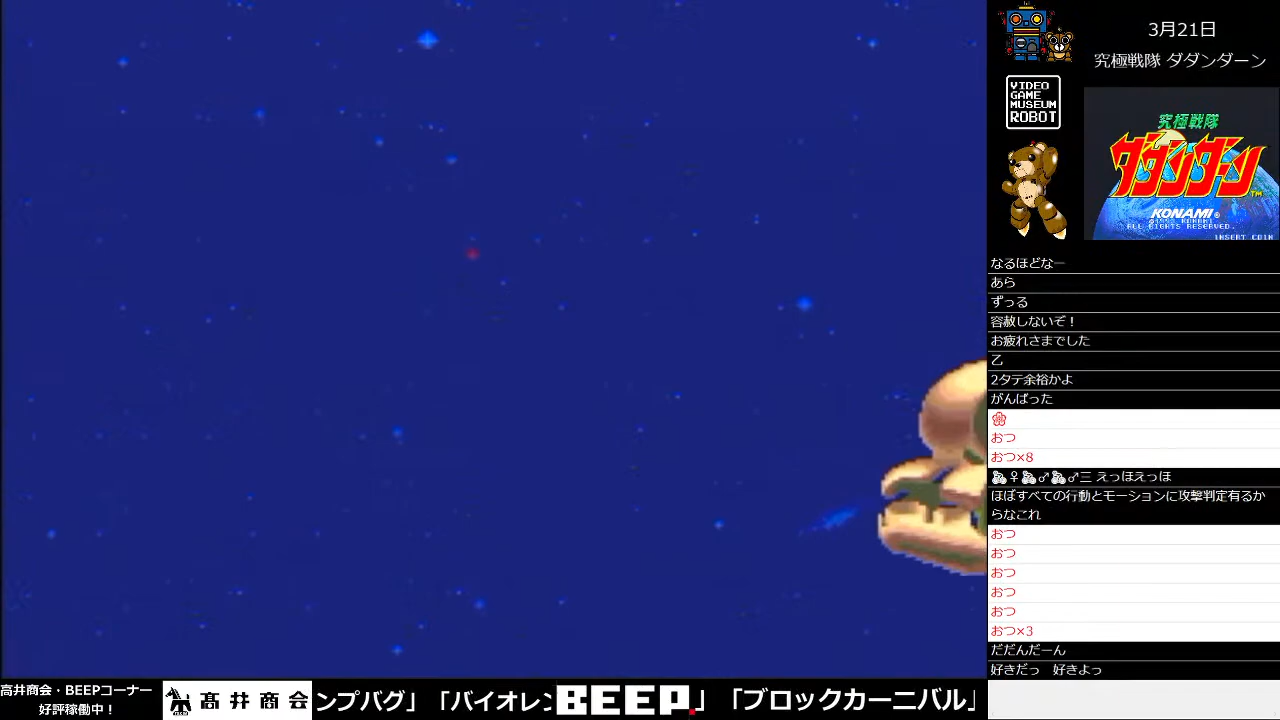 3月21日
究極戦隊 ダダンダーン
VIDEO
GAME
MUSEUM
ROBOT
究極戦隊
ダダンダーン
TM
KONAMI®
ALL RIGHTS RESERVED.
INSERT COIN
なるほどなー
あら
ずっる
容赦しないぞ！
お疲れさまでした
乙
2タテ余裕かよ
がんばった
おつ
おつ×8
🚴♀🚴♂🚴♂三 えっほえっほ
ほぼすべての行動とモーションに攻撃判定有るか
らなこれ
おつ
おつ
おつ
おつ
おつ
おつ×3
だだんだーん
好きだっ　好きよっ
高井商会・BEEPコーナー
好評稼働中！
髙井商会
ンプバグ」「バイオレン
BEEP.
」「ブロックカーニバル」